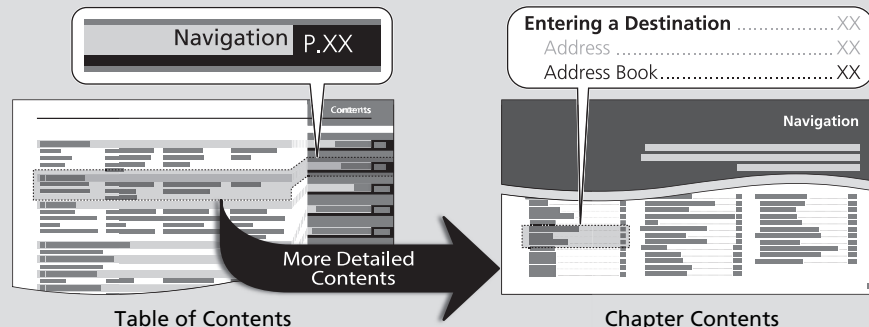 Navigation P.XX
Entering a Destination .................. XX
Address ........................................ XX
Address Book................................ XX
Contents
Navigation
More Detailed
Contents
Table of Contents
Chapter Contents